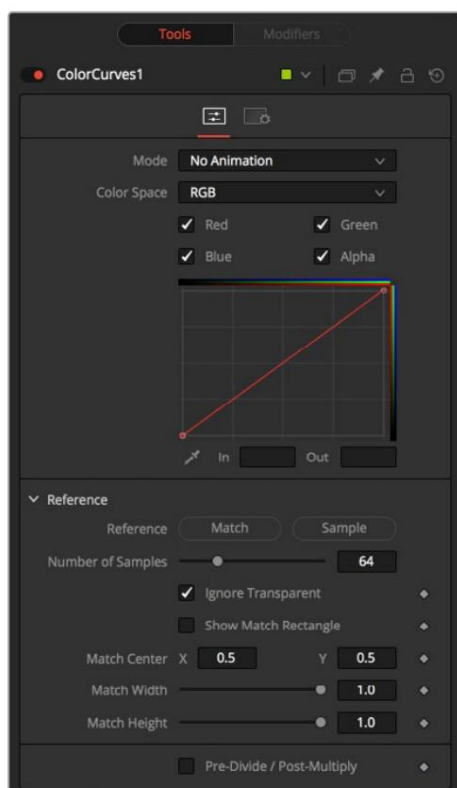 Tools Modifiers
ColorCurves1
Mode No Animation
Color Space RGB
Red Green
Blue Alpha
In Out
Reference
Reference Match Sample
Number of Samples 64
Ignore Transparent
Show Match Rectangle
Match Center X 0.5 Y 0.5
Match Width 1.0
Match Height 1.0
Pre-Divide / Post-Multiply